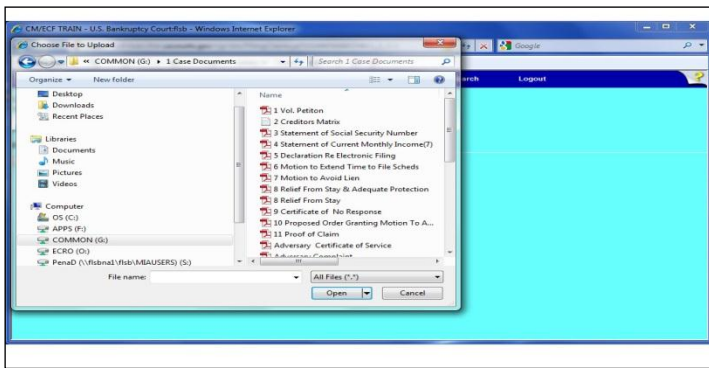 CM/ECF TRAIN - U.S. Bankruptcy Court:flsb - Windows Internet Explorer
Choose File to Upload
« COMMON (G:) ▸ 1 Case Documents
Search 1 Case Documents
Google
Organize
New folder
arch
Logout
?
Desktop
Downloads
Recent Places
Libraries
Documents
Music
Pictures
Videos
Computer
OS (C:)
APPS (F:)
COMMON (G:)
ECRO (O:)
PenaD (\\flsbna1\flsb\MIAUSERS) (S:)
Name
1 Vol. Petiton
2 Creditors Matrix
3 Statement of Social Security Number
4 Statement of Current Monthly Income(7)
5 Declaration Re Electronic Filing
6 Motion to Extend Time to File Scheds
7 Motion to Avoid Lien
8 Relief From Stay & Adequate Protection
8 Relief From Stay
9 Certificate of No Response
10 Proposed Order Granting Motion To A...
11 Proof of Claim
Adversary Certificate of Service
Adversary Complaint
File name:
All Files (*.*)
Open
Cancel